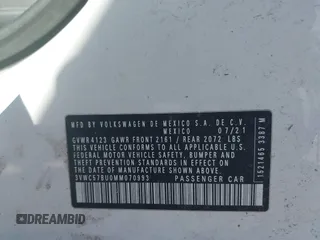 MFD BY VOLKSWAGEN DE MEXICO S.A. DE C.V.
MEXICO 07/21
GVWR 4123 GAWR FRONT 2161 / REAR 2072 LBS
THIS VEHICLE CONFORMS TO ALL APPLICABLE U.S.
FEDERAL MOTOR VEHICLE SAFETY, BUMPER AND
THEFT PREVENTION STANDARDS IN EFFECT ON THE
DATE OF MANUFACTURE SHOWN ABOVE.
3VWC57BU0MM070993 PASSENGER CAR
DREAMBID